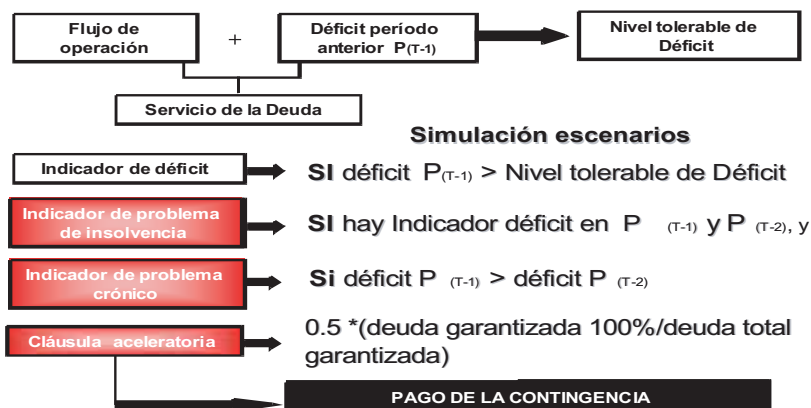 Flujo de
operación
+
Déficit período
anterior P(T-1)
Nivel tolerable de
Déficit
Servicio de la Deuda
Simulación escenarios
Indicador de déficit
SI déficit P(T-1) > Nivel tolerable de Déficit
Indicador de problema
de insolvencia
SI hay Indicador déficit en P (T-1) y P (T-2), y
Indicador de problema
crónico
Si déficit P (T-1) > déficit P (T-2)
Cláusula aceleratoria
0.5 *(deuda garantizada 100%/deuda total
garantizada)
PAGO DE LA CONTINGENCIA